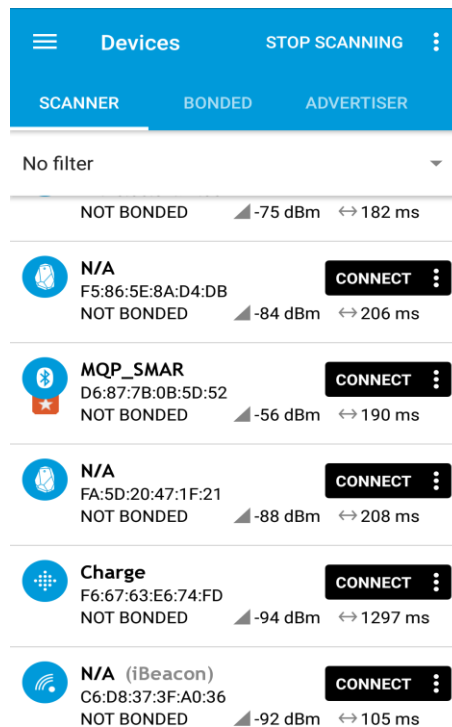 Devices STOP SCANNING
SCANNER BONDED ADVERTISER
No filter
NOT BONDED -75 dBm 182 ms
N/A CONNECT
F5:86:5E:8A:D4:DB
NOT BONDED -84 dBm 206 ms
MQP_SMAR CONNECT
D6:87:7B:0B:5D:52
NOT BONDED -56 dBm 190 ms
N/A CONNECT
FA:5D:20:47:1F:21
NOT BONDED -88 dBm 208 ms
Charge CONNECT
F6:67:63:E6:74:FD
NOT BONDED -94 dBm 1297 ms
N/A (iBeacon) CONNECT
C6:D8:37:3F:A0:36
NOT BONDED -92 dBm 105 ms